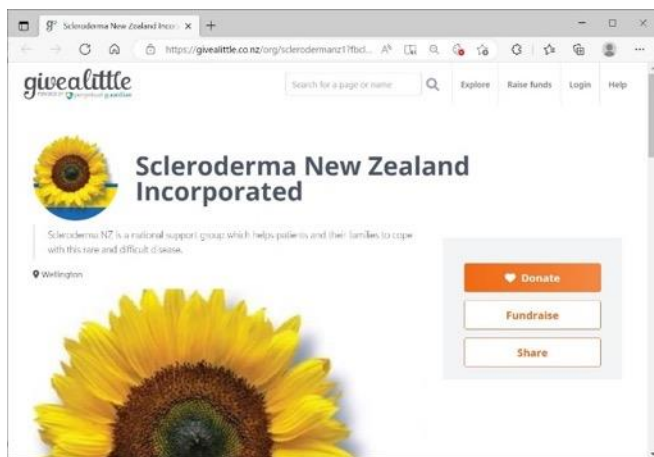 Scleroderma New Zealand Incor
https://givealittle.co.nz/org/sclerodermanz1?fbcl...
givealittle
Search for a page or name
Explore
Raise funds
Login
Help
Scleroderma New Zealand
Incorporated
Scleroderma NZ is a national support group which helps patients and their families to cope
with this rare and difficult disease.
Wellington
Donate
Fundraise
Share